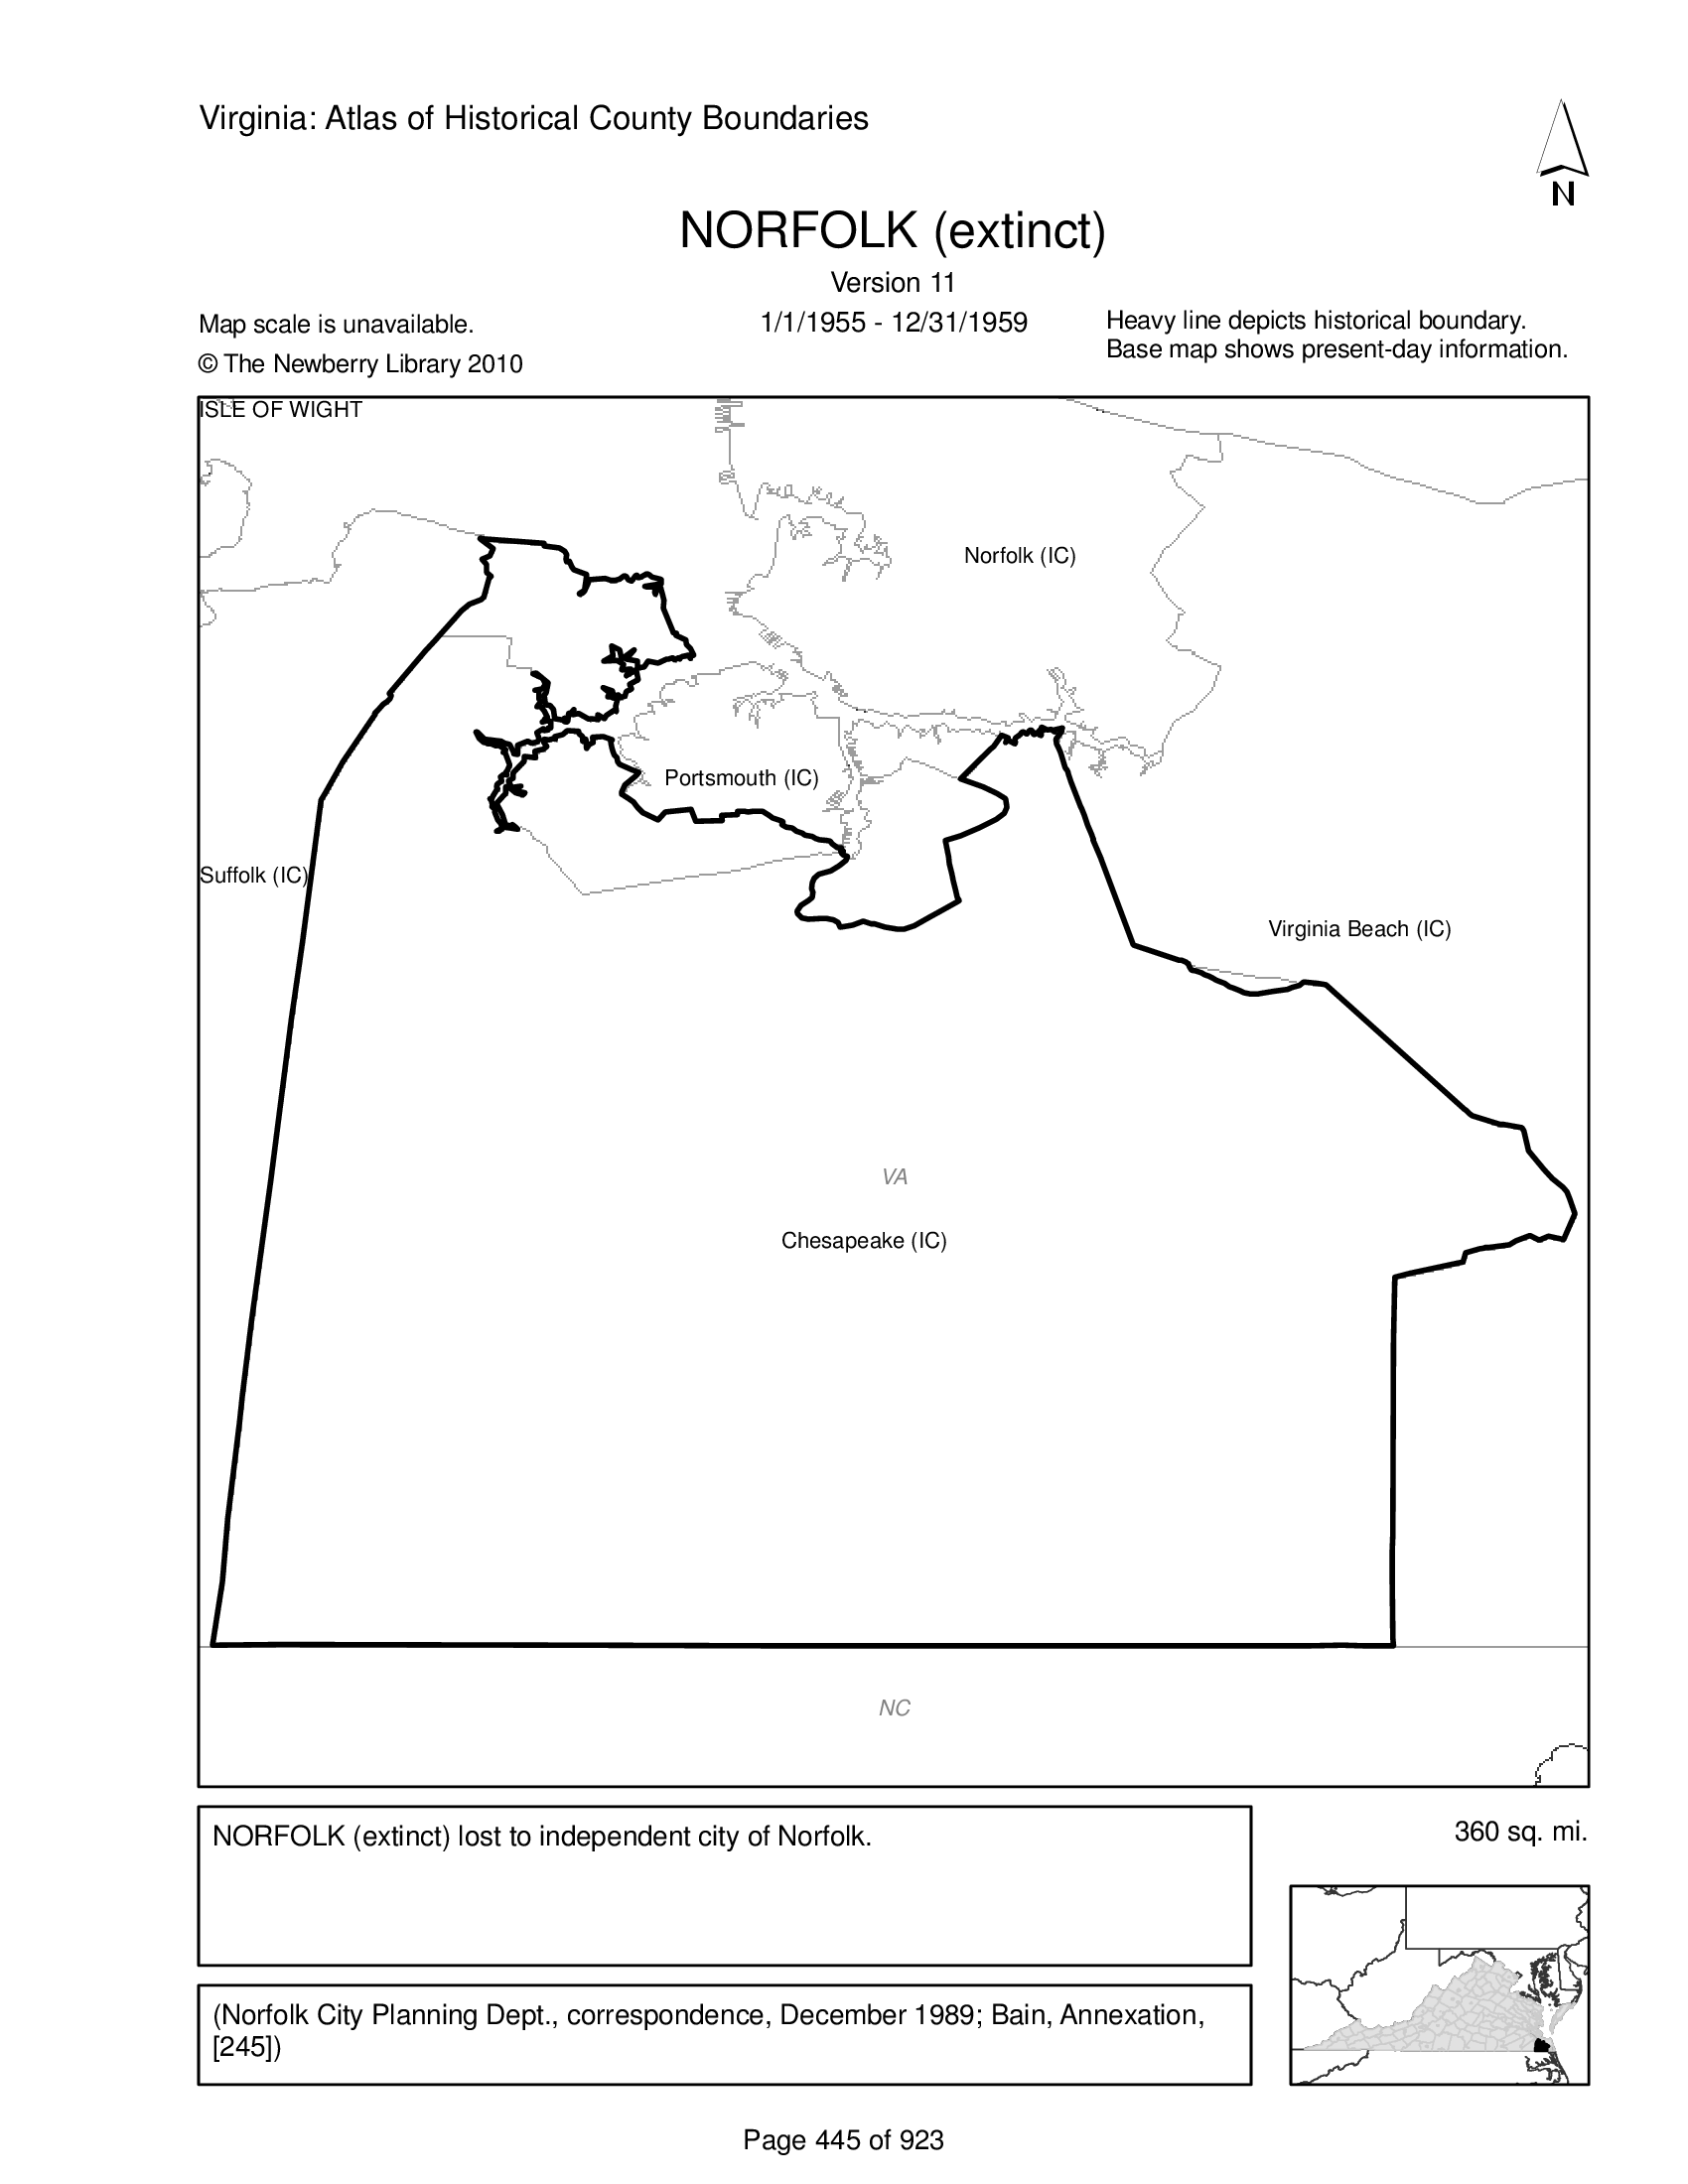 Virginia: Atlas of Historical County Boundaries
N
NORFOLK (extinct)
Version 11
Map scale is unavailable.
1/1/1955 - 12/31/1959
Heavy line depicts historical boundary.
© The Newberry Library 2010
Base map shows present-day information.
ISLE OF WIGHT
Norfolk (IC)
Portsmouth (IC)
Suffolk (IC)
Virginia Beach (IC)
VA
Chesapeake (IC)
NC
NORFOLK (extinct) lost to independent city of Norfolk.
360 sq. mi.
(Norfolk City Planning Dept., correspondence, December 1989; Bain, Annexation,
[245])
Page 445 of 923